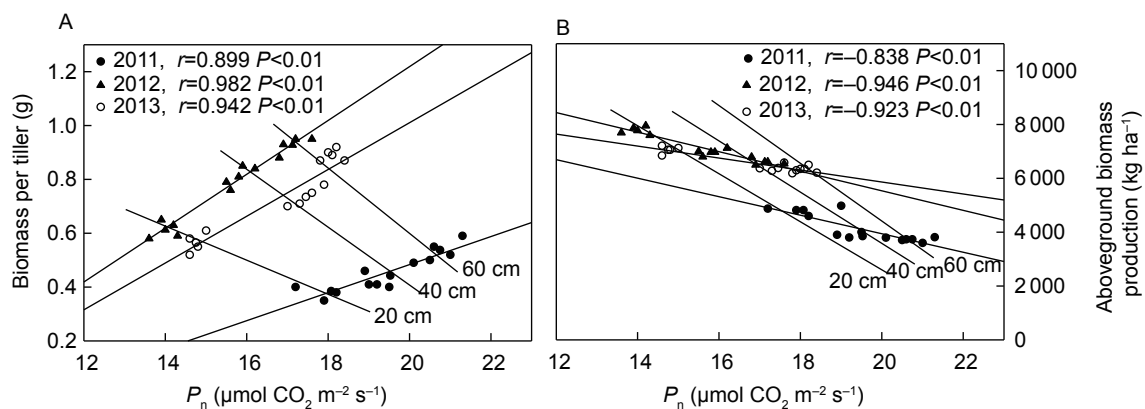 A
2011, r=0.899 P<0.01
2012, r=0.982 P<0.01
2013, r=0.942 P<0.01
Biomass per tiller (g)
1.2
1.0
0.8
0.6
0.4
0.2
20 cm
40 cm
60 cm
12 14 16 18 20 22
Pn (µmol CO2 m–2 s–1)
B
2011, r=–0.838 P<0.01
2012, r=–0.946 P<0.01
2013, r=–0.923 P<0.01
20 cm
40 cm
60 cm
10 000
8 000
6 000
4 000
2 000
0
Aboveground biomass
production (kg ha–1)
12 14 16 18 20 22
Pn (µmol CO2 m–2 s–1)